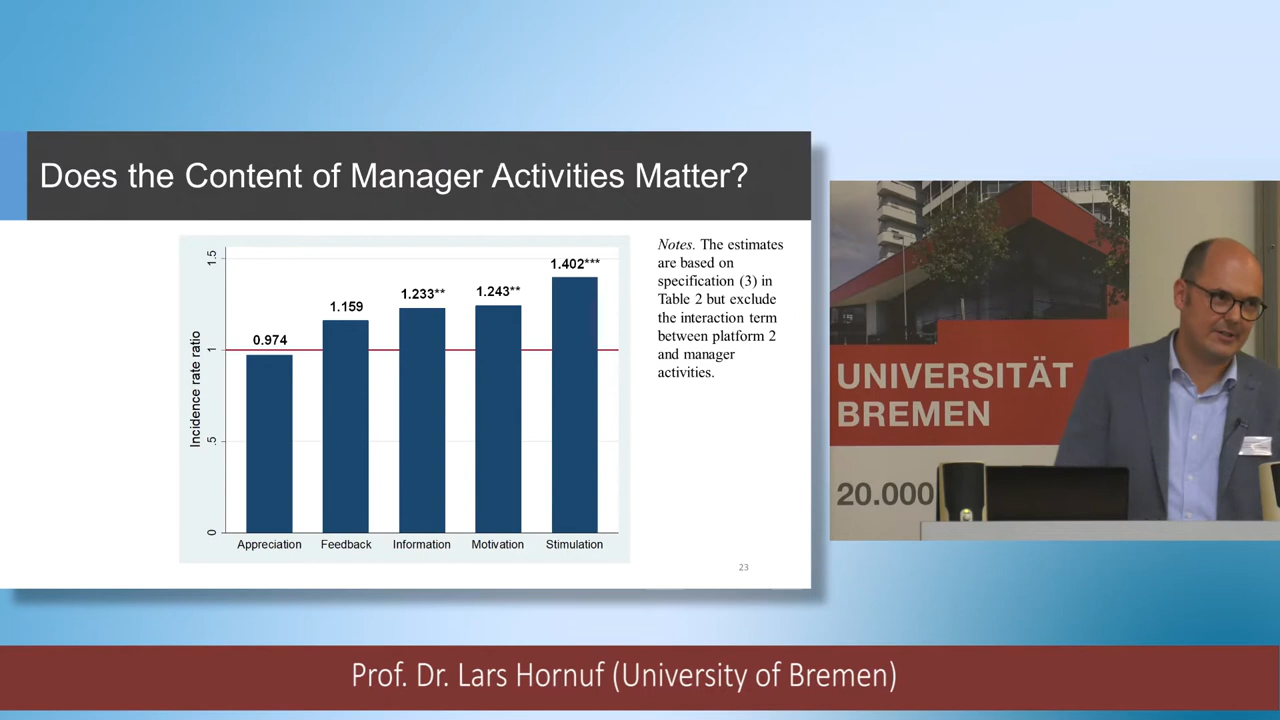 Does the Content of Manager Activities Matter?
Incidence rate ratio
1.5
1
.5
0
0.974
1.159
1.233**
1.243**
1.402***
Appreciation
Feedback
Information
Motivation
Stimulation
Notes. The estimates
are based on
specification (3) in
Table 2 but exclude
the interaction term
between platform 2
and manager
activities.
23
UNIVERSITÄT
BREMEN
20.000
Prof. Dr. Lars Hornuf (University of Bremen)